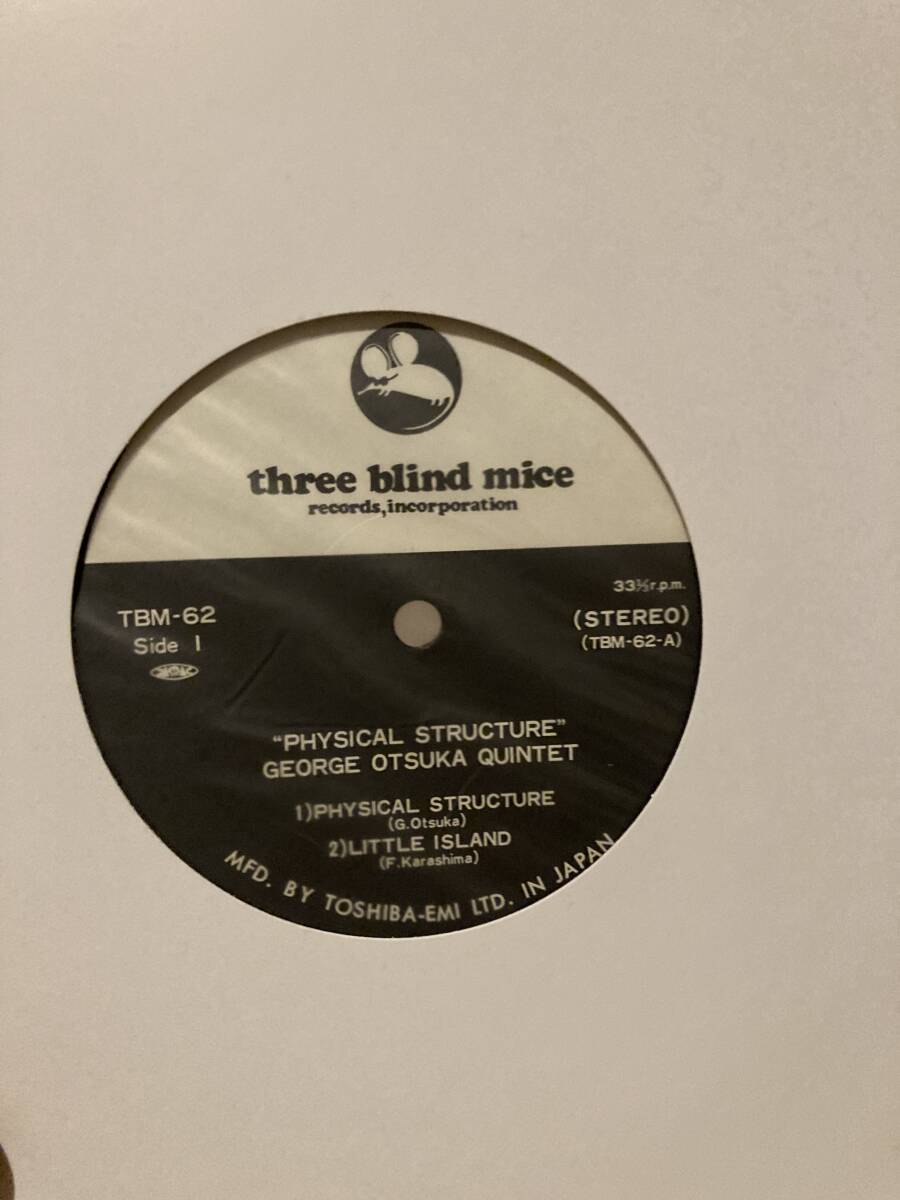 three blind mice
records,incorporation
33⅓r.p.m.
TBM-62
(STEREO)
Side 1
(TBM-62-A)
"PHYSICAL STRUCTURE"
GEORGE OTSUKA QUINTET
1)PHYSICAL STRUCTURE
(G.Otsuka)
2)LITTLE ISLAND
(F.Karashima)
MFD. BY TOSHIBA-EMI LTD. IN JAPAN